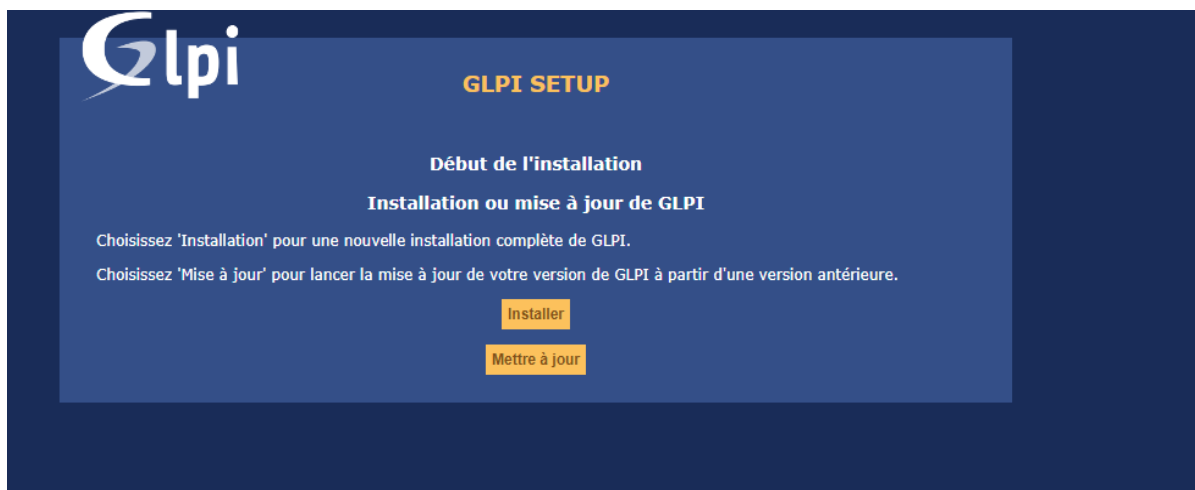 Glpi
GLPI SETUP
Début de l'installation
Installation ou mise à jour de GLPI
Choisissez 'Installation' pour une nouvelle installation complète de GLPI.
Choisissez 'Mise à jour' pour lancer la mise à jour de votre version de GLPI à partir d'une version antérieure.
Installer
Mettre à jour